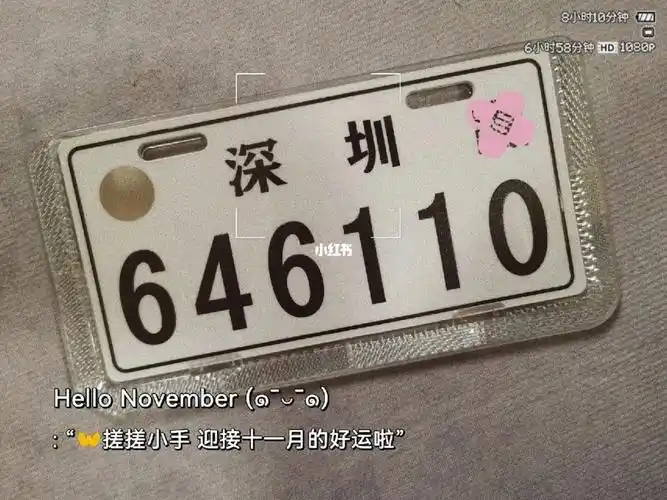 8小时10分钟
6小时58分钟 HD 1080P
深圳
646110
小红书
Hello November (๑¯◡¯๑)
:“👐搓搓小手 迎接十一月的好运啦”